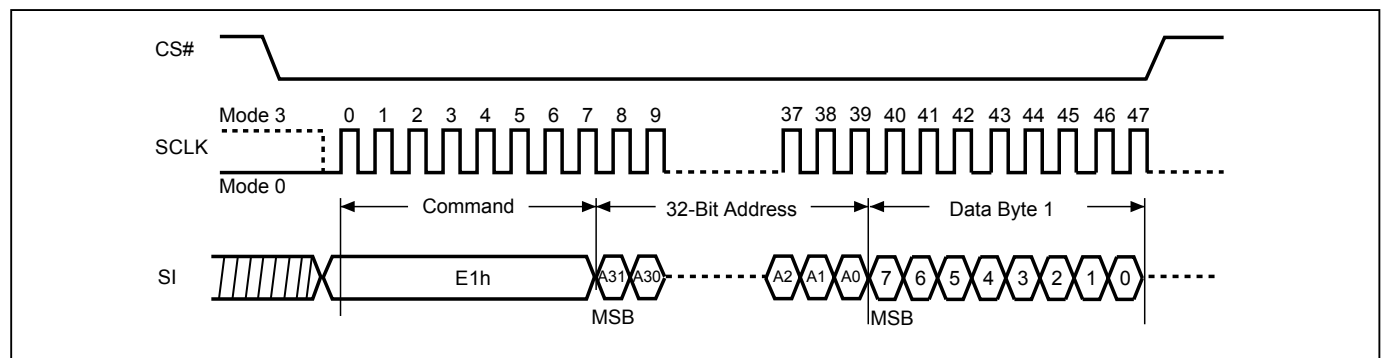 CS#
Mode 3 0 1 2 3 4 5 6 7 8 9 37 38 39 40 41 42 43 44 45 46 47
SCLK
Mode 0
Command 32-Bit Address Data Byte 1
SI E1h A31 A30 A2 A1 A0 7 6 5 4 3 2 1 0
MSB MSB